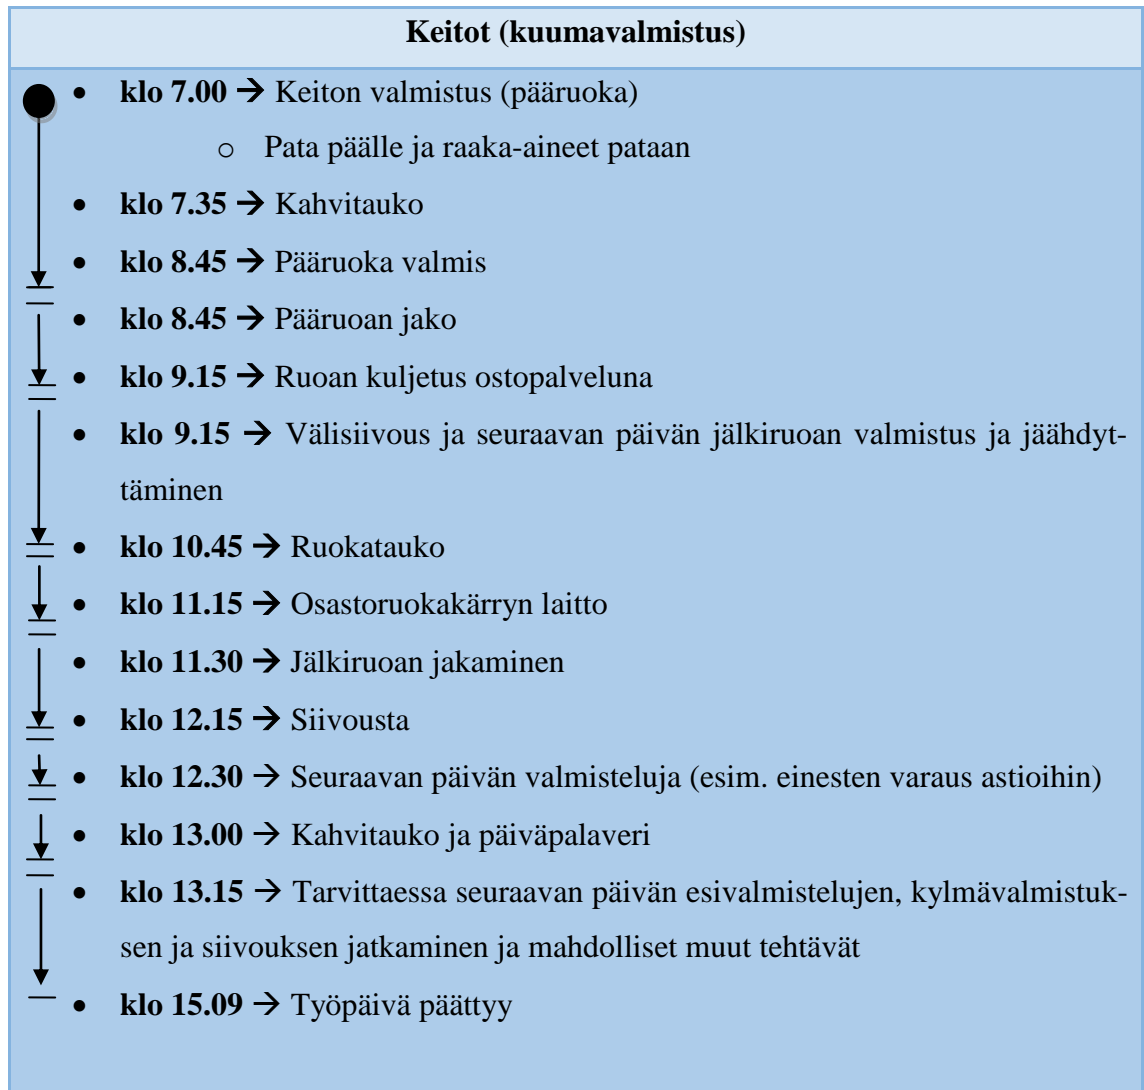 Keitot (kuumavalmistus)
• klo 7.00 → Keiton valmistus (pääruoka)
o Pata päälle ja raaka-aineet pataan
• klo 7.35 → Kahvitauko
• klo 8.45 → Pääruoka valmis
• klo 8.45 → Pääruoan jako
• klo 9.15 → Ruoan kuljetus ostopalveluna
• klo 9.15 → Välisiivous ja seuraavan päivän jälkiruoan valmistus ja jäähdyt-
täminen
• klo 10.45 → Ruokatauko
• klo 11.15 → Osastoruokakärryn laitto
• klo 11.30 → Jälkiruoan jakaminen
• klo 12.15 → Siivousta
• klo 12.30 → Seuraavan päivän valmisteluja (esim. einesten varaus astioihin)
• klo 13.00 → Kahvitauko ja päiväpalaveri
• klo 13.15 → Tarvittaessa seuraavan päivän esivalmistelujen, kylmävalmistuk-
sen ja siivouksen jatkaminen ja mahdolliset muut tehtävät
• klo 15.09 → Työpäivä päättyy